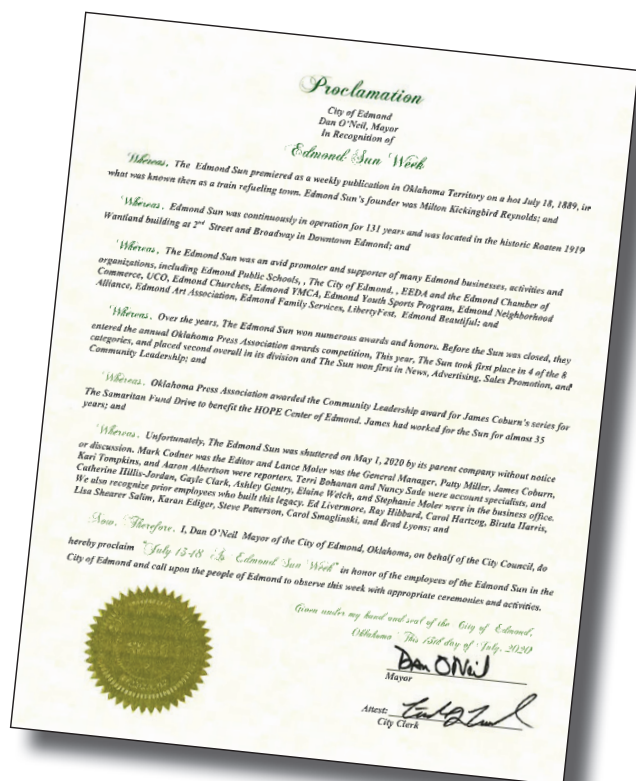 Proclamation
City of Edmond
Dan O'Neil, Mayor
In Recognition of
Edmond Sun Week
Whereas, The Edmond Sun premiered as a weekly publication in Oklahoma Territory on a hot July 18, 1889, in
what was known then as a train refueling town. Edmond Sun's founder was Milton Kickingbird Reynolds; and
Whereas, Edmond Sun was continuously in operation for 131 years and was located in the historic Roaten 1919
Wantland building at 2nd Street and Broadway in Downtown Edmond; and
Whereas, The Edmond Sun was an avid promoter and supporter of many Edmond businesses, activities and
organizations, including Edmond Public Schools, , The City of Edmond, , EEDA and the Edmond Chamber of
Commerce, UCO, Edmond Churches, Edmond YMCA, Edmond Youth Sports Program, Edmond Neighborhood
Alliance, Edmond Art Association, Edmond Family Services, LibertyFest, Edmond Beautiful; and
Whereas, Over the years, The Edmond Sun won numerous awards and honors. Before the Sun was closed, they
entered the annual Oklahoma Press Association awards competition, This year, The Sun took first place in 4 of the 8
categories, and placed second overall in its division and The Sun won first in News, Advertising, Sales Promotion, and
Community Leadership; and
Whereas, Oklahoma Press Association awarded the Community Leadership award for James Coburn's series for
The Samaritan Fund Drive to benefit the HOPE Center of Edmond. James had worked for the Sun for almost 35
years; and
Whereas, Unfortunately, The Edmond Sun was shuttered on May 1, 2020 by its parent company without notice
or discussion. Mark Codner was the Editor and Lance Moler was the General Manager, Patty Miller, James Coburn,
Kari Tompkins, and Aaron Albertson were reporters. Terri Bohanan and Nancy Sade were account specialists, and
Catherine Hillis-Jordan, Gayle Clark, Ashley Gentry, Elaine Welch, and Stephanie Moler were in the business office.
We also recognize prior employees who built this legacy. Ed Livermore, Ray Hibbard, Carol Hartzog, Biruta Harris,
Lisa Shearer Salim, Karan Ediger, Steve Patterson, Carol Smaglinski, and Brad Lyons; and
Now, Therefore, I, Dan O'Neil Mayor of the City of Edmond, Oklahoma, on behalf of the City Council, do
hereby proclaim "July 15-18 Is Edmond Sun Week" in honor of the employees of the Edmond Sun in the
City of Edmond and call upon the people of Edmond to observe this week with appropriate ceremonies and activities.
Given under my hand and seal of the City of Edmond,
Oklahoma This 13th day of July, 2020
Dan O'Neil
Mayor
Attest:
City Clerk